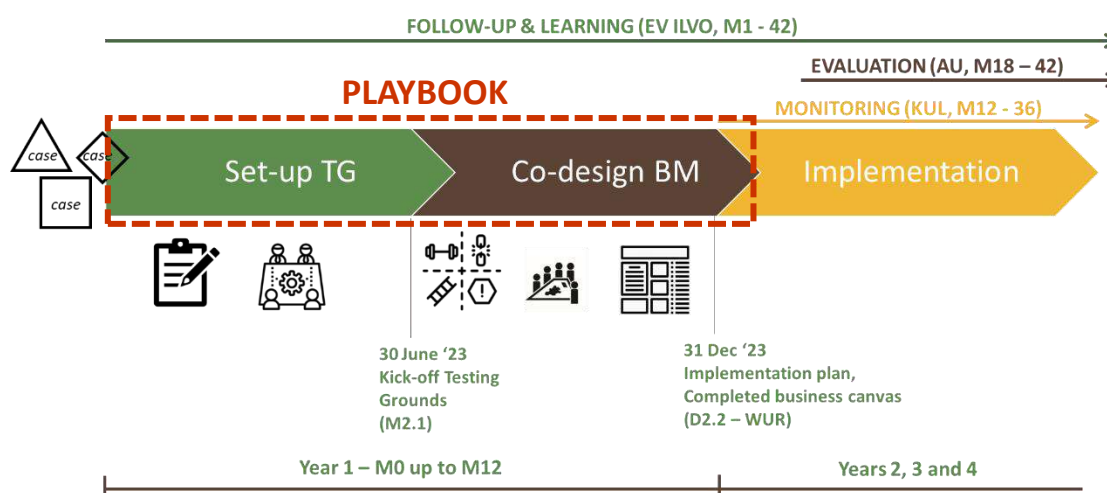 FOLLOW-UP & LEARNING (EV ILVO, M1 - 42)
EVALUATION (AU, M18 – 42)
PLAYBOOK
MONITORING (KUL, M12 - 36)
case
case
case
Set-up TG
Co-design BM
Implementation
30 June ‘23
Kick-off Testing
Grounds
(M2.1)
31 Dec ‘23
Implementation plan,
Completed business canvas
(D2.2 – WUR)
Year 1 – M0 up to M12
Years 2, 3 and 4